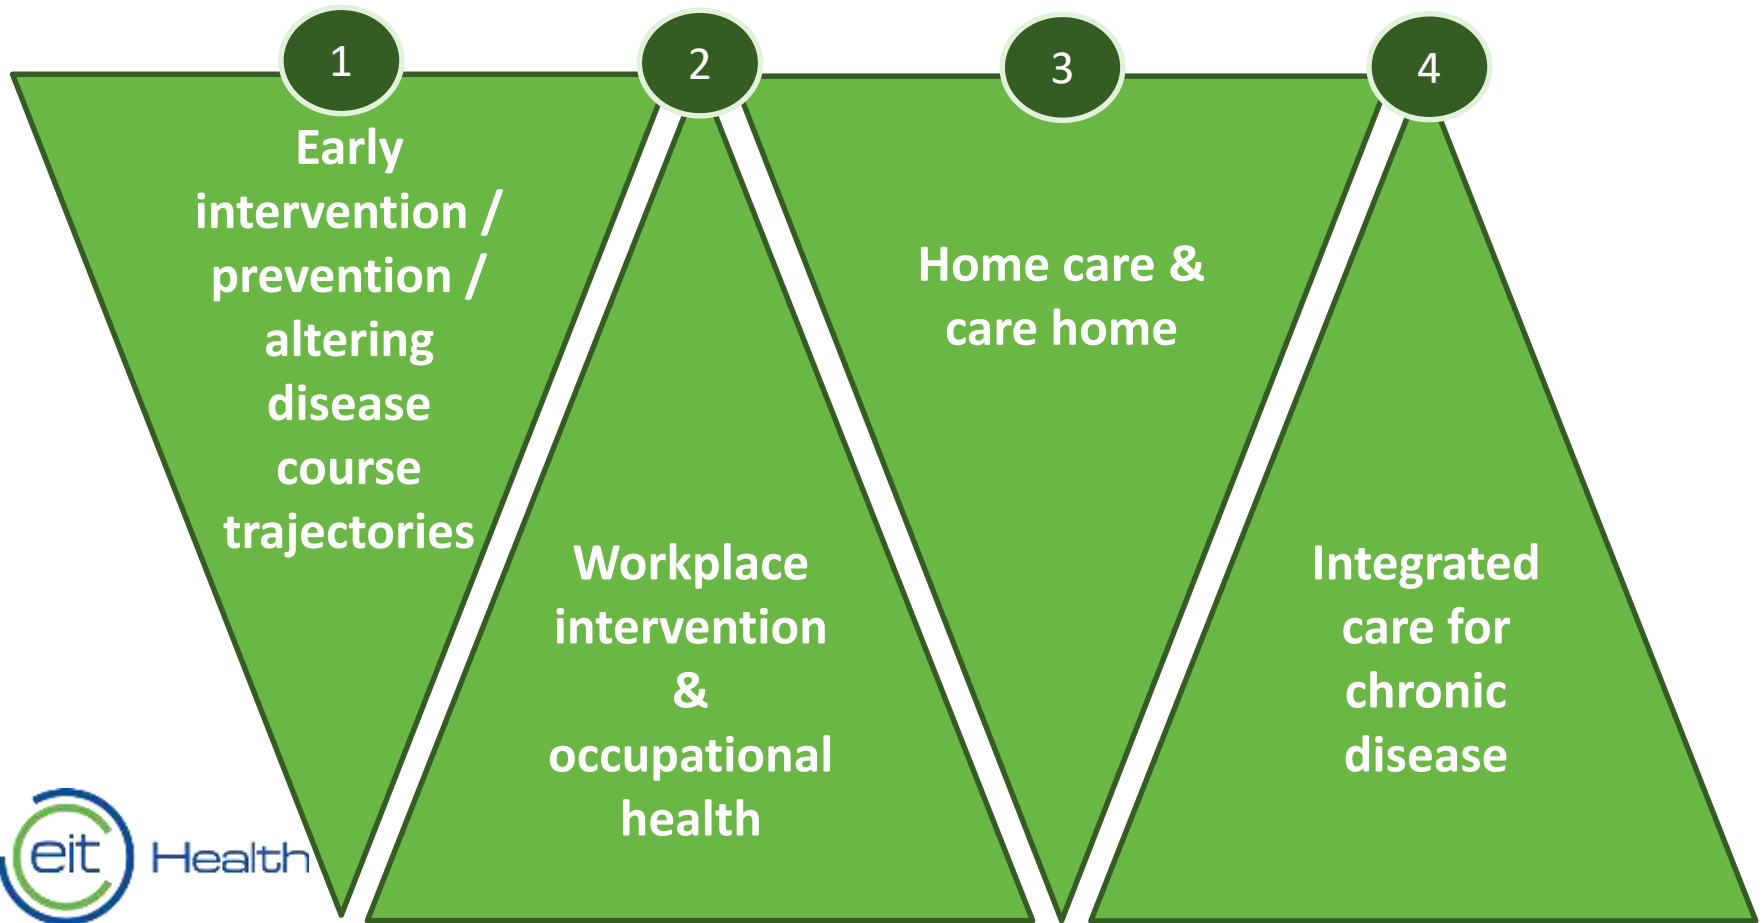 1
Early
intervention /
prevention /
altering
disease
course
trajectories
2
Workplace
intervention
&
occupational
health
3
Home care &
care home
4
Integrated
care for
chronic
disease
eit Health